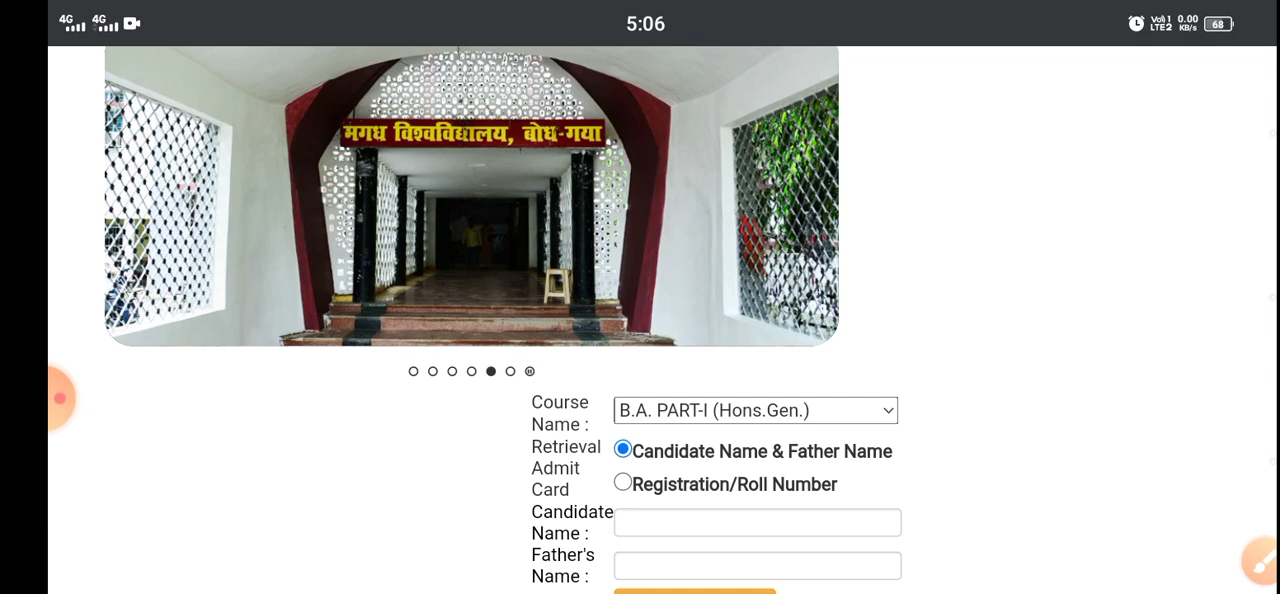 4G 4G 5:06 Vo) 1 LTE2 0.00 KB/s 68
मगध विश्वविद्यालय, बोध-गया
Course Name : B.A. PART-I (Hons.Gen.)
Retrieval Admit Card
Candidate Name & Father Name
Registration/Roll Number
Candidate Name :
Father's Name :